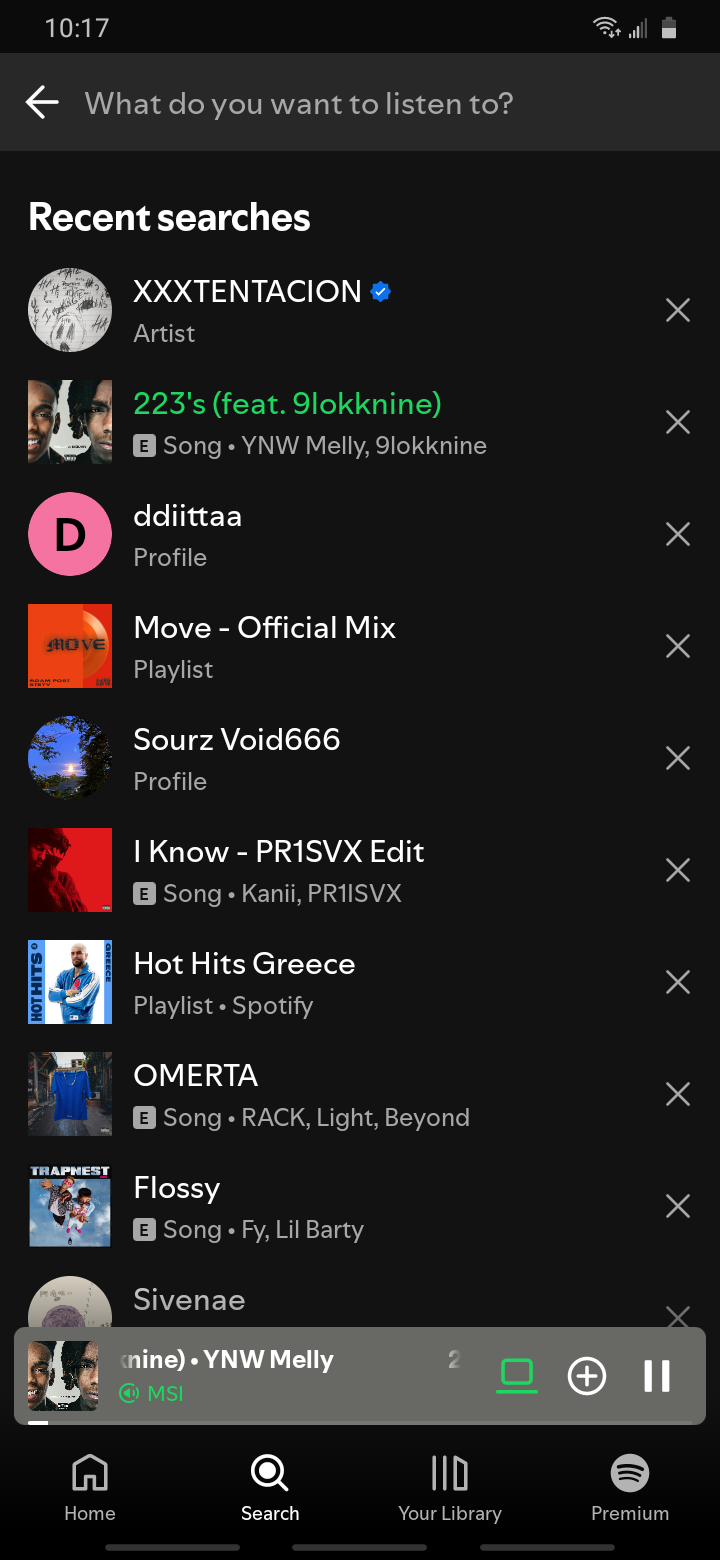 10:17
What do you want to listen to?
Recent searches
XXXTENTACION
Artist
223's (feat. 9lokknine)
E Song • YNW Melly, 9lokknine
D
ddiittaa
Profile
MOVE
Move - Official Mix
Playlist
Sourz Void666
Profile
I Know - PR1SVX Edit
E Song • Kanii, PR1ISVX
HOT HITS
GREECE
Hot Hits Greece
Playlist • Spotify
OMERTA
E Song • RACK, Light, Beyond
TRAPNEST
Flossy
E Song • Fy, Lil Barty
Sivenae
nine) • YNW Melly 2
MSI
Home
Search
Your Library
Premium